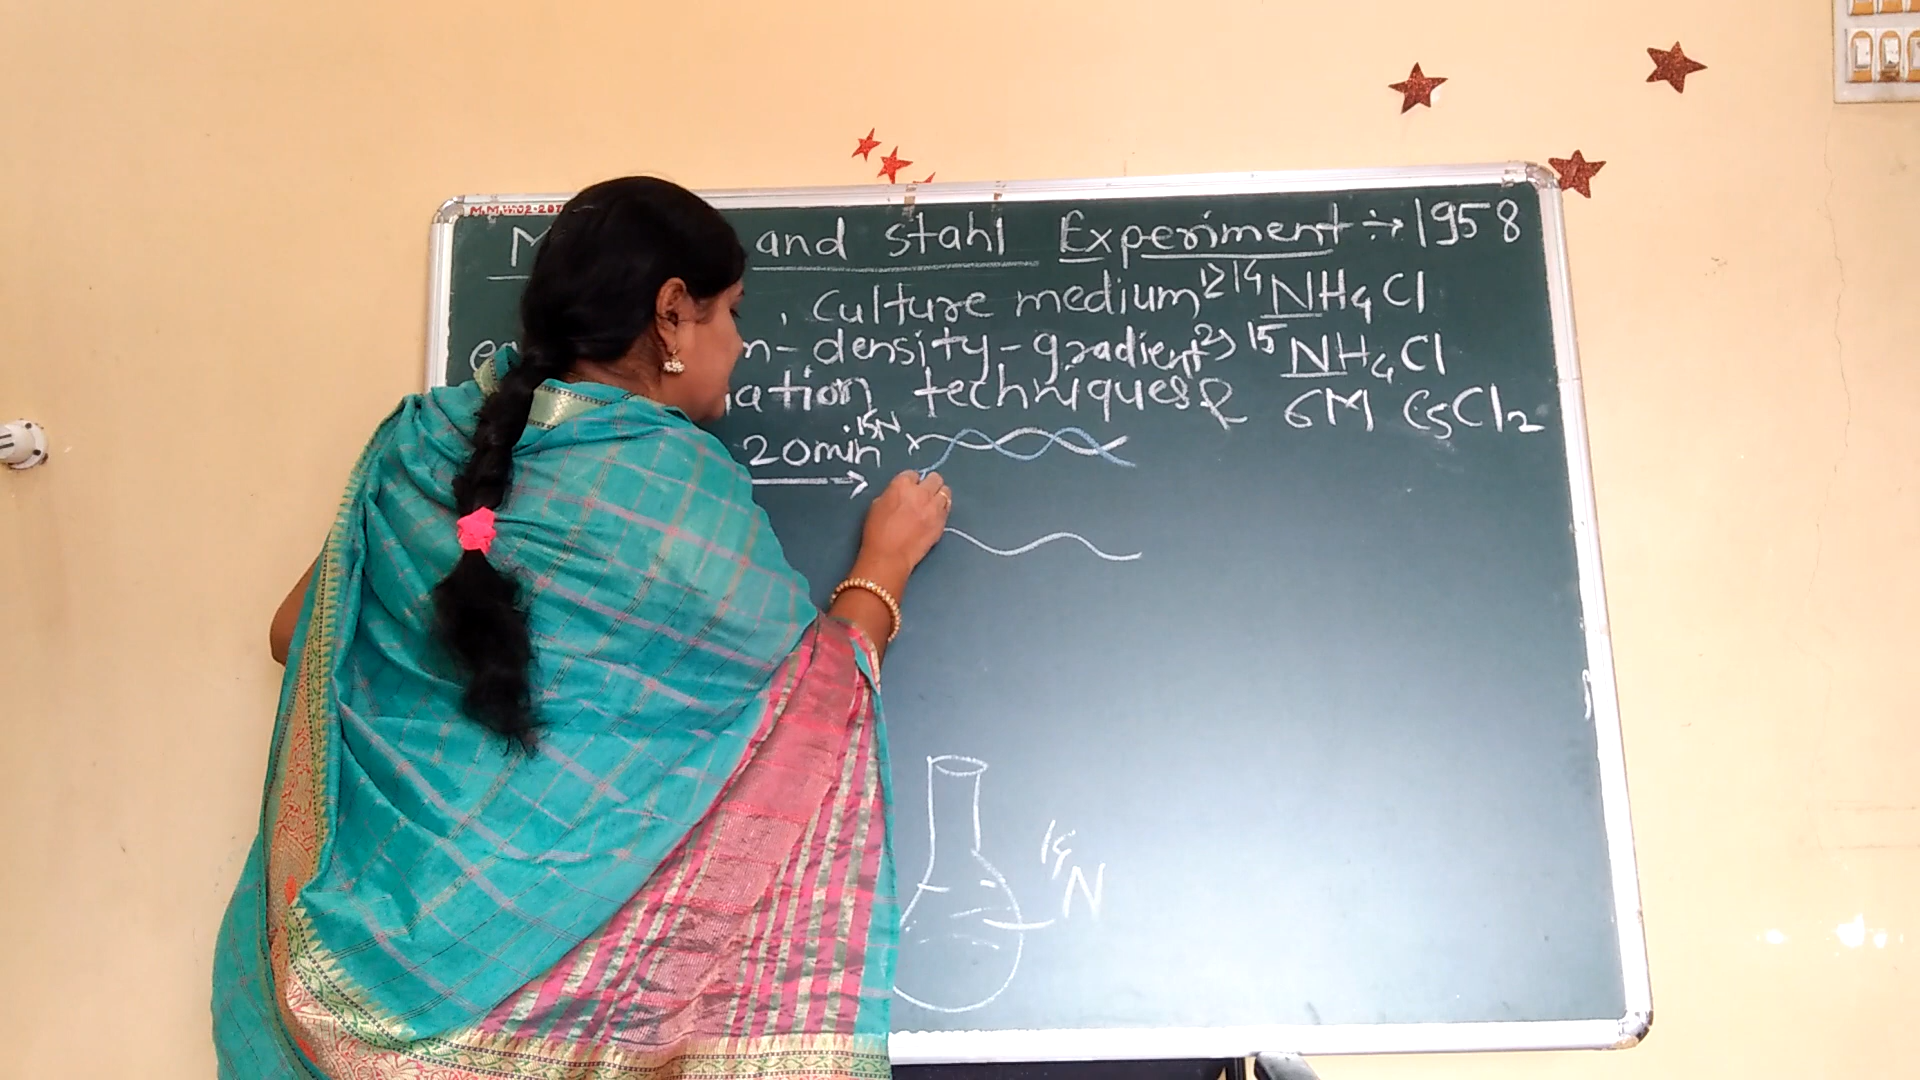 and stahl Experiment ÷→ 1958
, Culture medium 1> ¹⁴NH₄Cl
density-gradient 2> ¹⁵NH₄Cl
ation techniques & 6M CsCl₂
20min ¹⁵N
¹⁴N